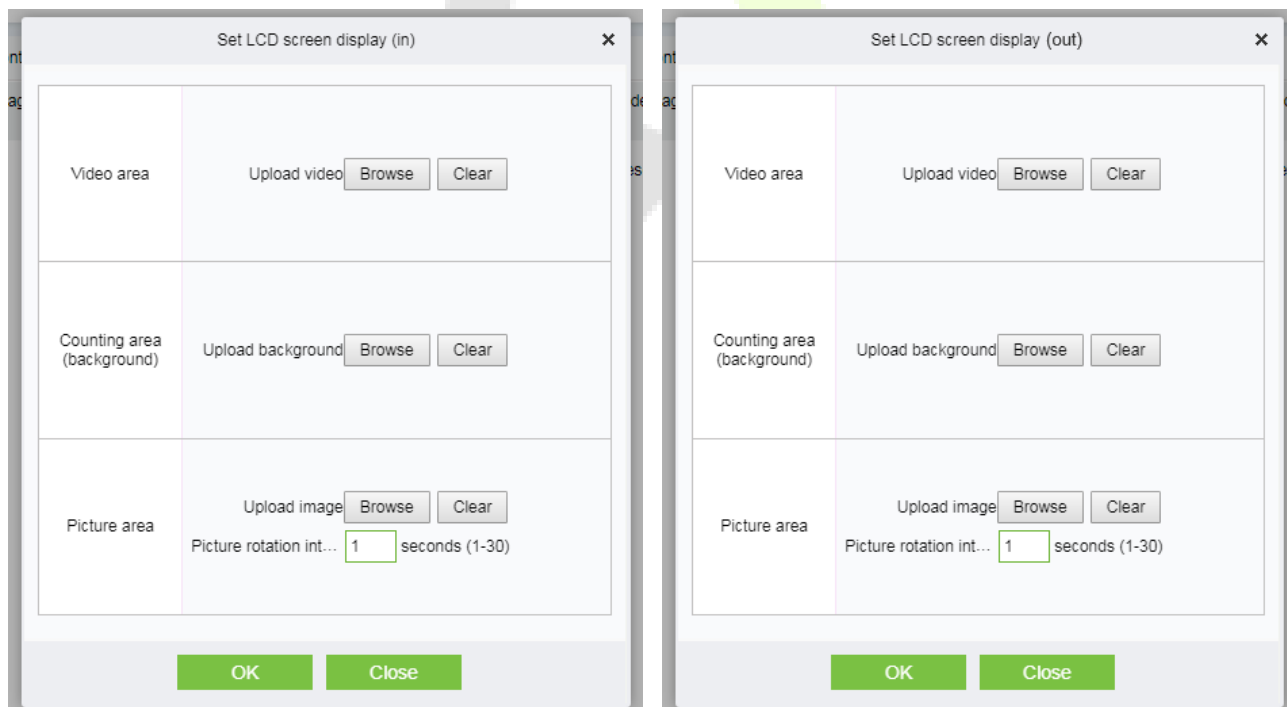 Set LCD screen display (in) ×
Video area Upload video Browse Clear
Counting area
(background) Upload background Browse Clear
Picture area
Upload image Browse Clear
Picture rotation int... 1 seconds (1-30)
OK Close
Set LCD screen display (out) ×
Video area Upload video Browse Clear
Counting area
(background) Upload background Browse Clear
Picture area
Upload image Browse Clear
Picture rotation int... 1 seconds (1-30)
OK Close